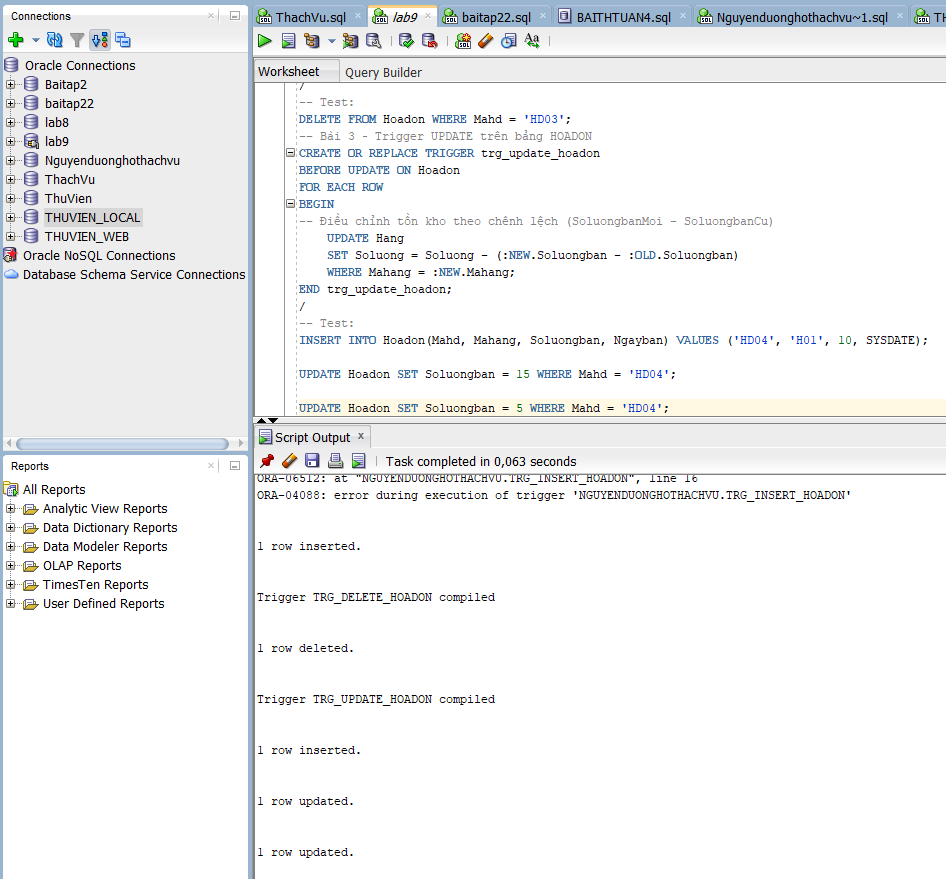 Connections
Oracle Connections
Baitap2
baitap22
lab8
lab9
Nguyenduonghothachvu
ThachVu
ThuVien
THUVIEN_LOCAL
THUVIEN_WEB
Oracle NoSQL Connections
Database Schema Service Connections
Reports
All Reports
Analytic View Reports
Data Dictionary Reports
Data Modeler Reports
OLAP Reports
TimesTen Reports
User Defined Reports
ThachVu.sql
lab9
baitap22.sql
BAITHTUAN4.sql
Nguyenduonghothachvu~1.sql
TH
Worksheet
Query Builder
/
-- Test:
DELETE FROM Hoadon WHERE Mahd = 'HD03';
-- Bài 3 - Trigger UPDATE trên bảng HOADON
CREATE OR REPLACE TRIGGER trg_update_hoadon
BEFORE UPDATE ON Hoadon
FOR EACH ROW
BEGIN
-- Điều chỉnh tồn kho theo chênh lệch (SoluongbanMoi - SoluongbanCu)
UPDATE Hang
SET Soluong = Soluong - (:NEW.Soluongban - :OLD.Soluongban)
WHERE Mahang = :NEW.Mahang;
END trg_update_hoadon;
/
-- Test:
INSERT INTO Hoadon(Mahd, Mahang, Soluongban, Ngayban) VALUES ('HD04', 'H01', 10, SYSDATE);
UPDATE Hoadon SET Soluongban = 15 WHERE Mahd = 'HD04';
UPDATE Hoadon SET Soluongban = 5 WHERE Mahd = 'HD04';
Script Output
Task completed in 0,063 seconds
ORA-06512: at "NGUYENDUONGHOTHACHVU.TRG_INSERT_HOADON", line 16
ORA-04088: error during execution of trigger 'NGUYENDUONGHOTHACHVU.TRG_INSERT_HOADON'
1 row inserted.
Trigger TRG_DELETE_HOADON compiled
1 row deleted.
Trigger TRG_UPDATE_HOADON compiled
1 row inserted.
1 row updated.
1 row updated.